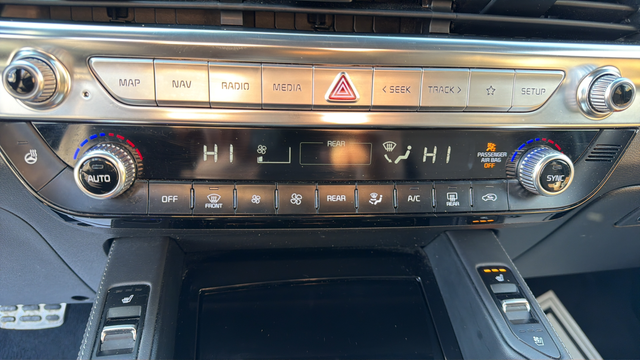 MAP NAV RADIO MEDIA < SEEK TRACK > ☆ SETUP
HI REAR HI PASSENGER
AIR BAG
OFF
AUTO SYNC
OFF FRONT REAR A/C REAR